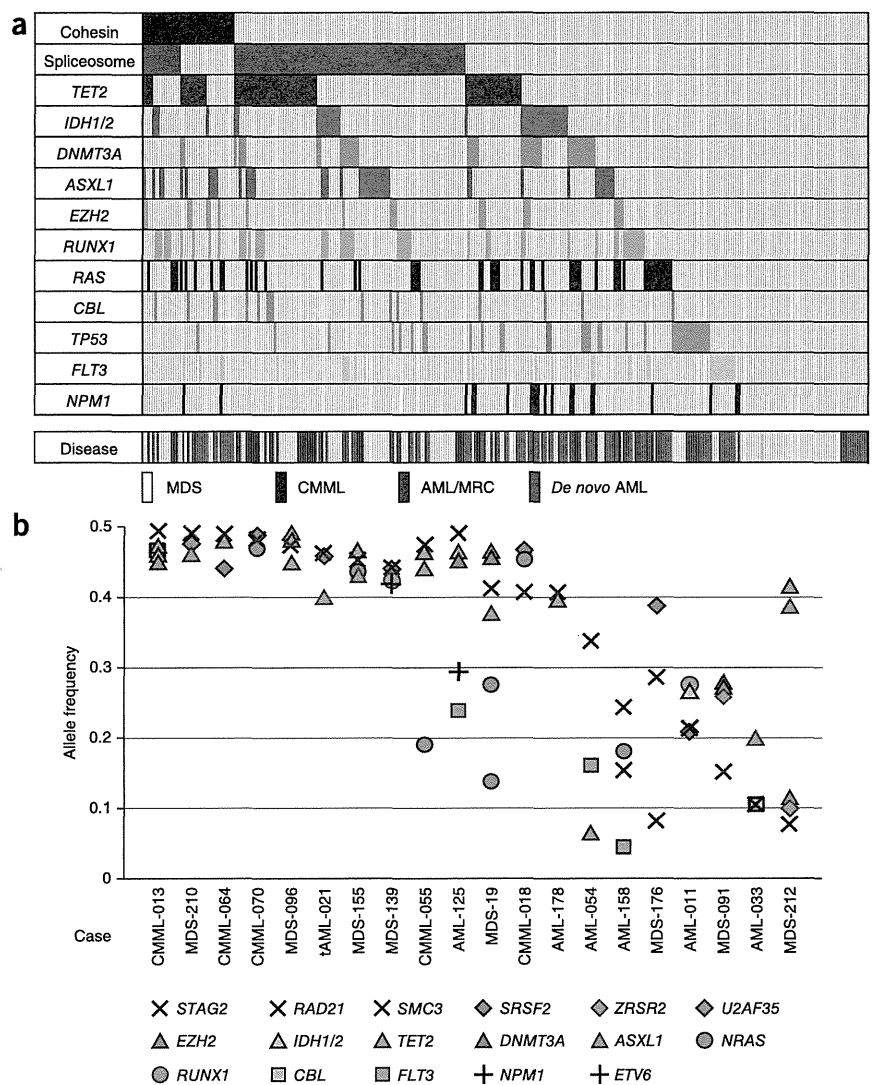 a
Cohesin
Spliceosome
TET2
IDH1/2
DNMT3A
ASXL1
EZH2
RUNX1
RAS
CBL
TP53
FLT3
NPM1
Disease
MDS CMML AML/MRC De novo AML
b
Allele frequency
0.5
0.4
0.3
0.2
0.1
0
Case
CMML-013
MDS-210
CMML-064
CMML-070
MDS-096
tAML-021
MDS-155
MDS-139
CMML-055
AML-125
MDS-19
CMML-018
AML-178
AML-054
AML-158
MDS-176
AML-011
MDS-091
AML-033
MDS-212
STAG2 RAD21 SMC3 SRSF2 ZRSR2 U2AF35
EZH2 IDH1/2 TET2 DNMT3A ASXL1 NRAS
RUNX1 CBL FLT3 NPM1 ETV6